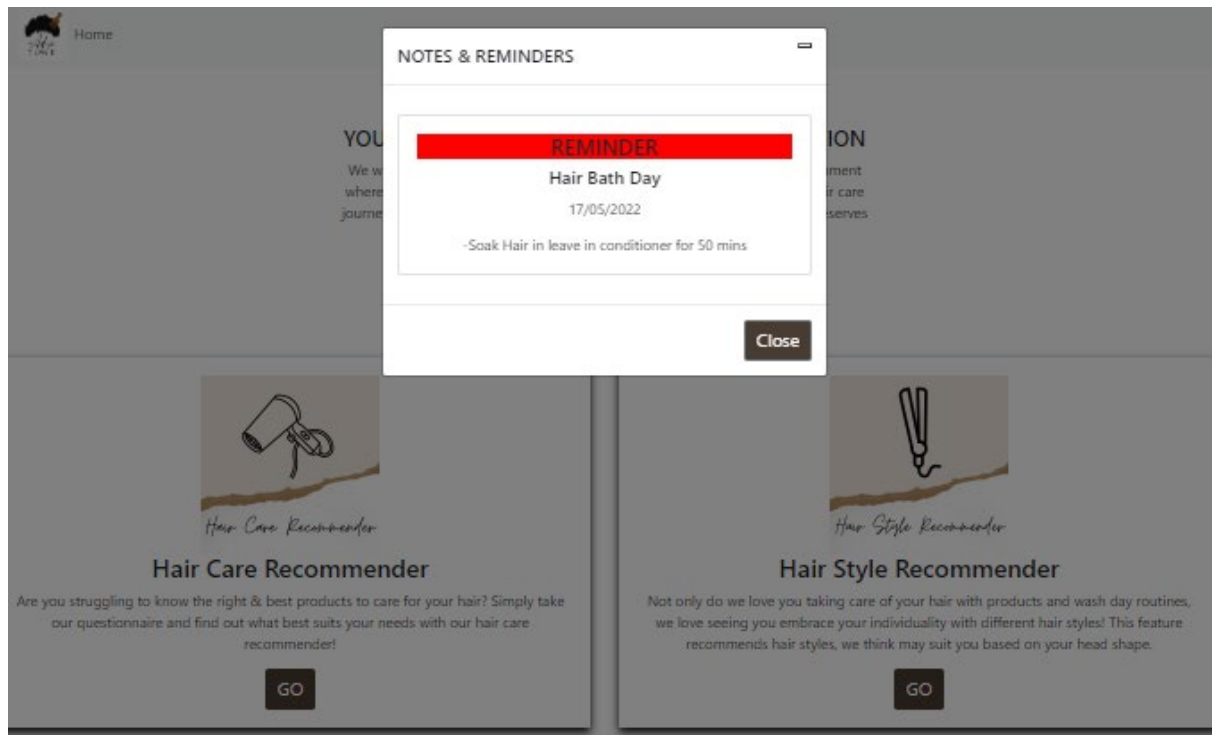 Home
NOTES & REMINDERS
REMINDER
Hair Bath Day
17/05/2022
-Soak Hair in leave in conditioner for 50 mins
Close
YOU
ION
We w
where
ir care
journe
Hair Care Recommender
Hair Care Recommender
Are you struggling to know the right & best products to care for your hair? Simply take
our questionnaire and find out what best suits your needs with our hair care
recommender!
GO
Hair Style Recommender
Hair Style Recommender
Not only do we love you taking care of your hair with products and wash day routines,
we love seeing you embrace your individuality with different hair styles! This feature
recommends hair styles, we think may suit you based on your head shape.
GO